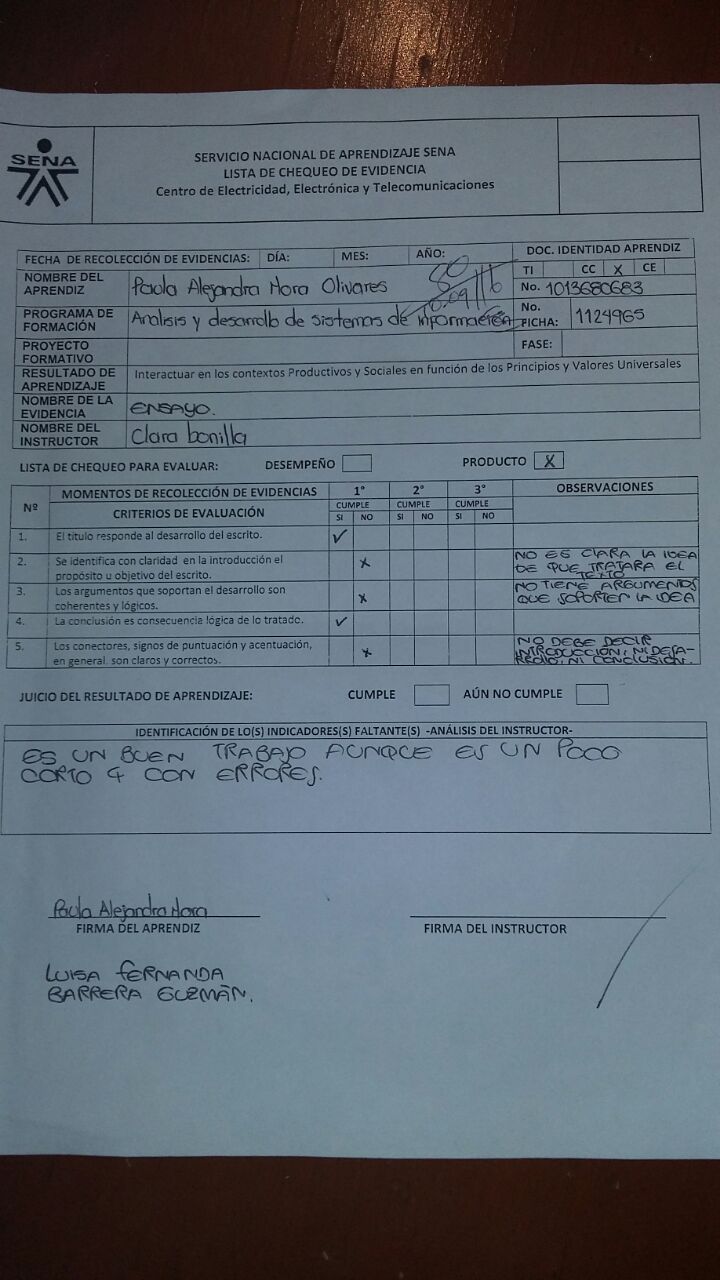 SENA
SERVICIO NACIONAL DE APRENDIZAJE SENA
LISTA DE CHEQUEO DE EVIDENCIA
Centro de Electricidad, Electrónica y Telecomunicaciones
FECHA DE RECOLECCIÓN DE EVIDENCIAS: DÍA: MES: AÑO: DOC. IDENTIDAD APRENDIZ
TI CC X CE
NOMBRE DEL APRENDIZ Paola Alejandra Mora Olivares No. 1013680683
80
PROGRAMA DE FORMACIÓN Analisis y desarrollo de sistemas de información No. FICHA: 1124965
PROYECTO FORMATIVO FASE:
RESULTADO DE APRENDIZAJE Interactuar en los contextos Productivos y Sociales en función de los Principios y Valores Universales
NOMBRE DE LA EVIDENCIA ENSAYO.
NOMBRE DEL INSTRUCTOR Clara bonilla
LISTA DE CHEQUEO PARA EVALUAR: DESEMPEÑO PRODUCTO X
Nº MOMENTOS DE RECOLECCIÓN DE EVIDENCIAS 1° 2° 3° OBSERVACIONES
CRITERIOS DE EVALUACIÓN CUMPLE CUMPLE CUMPLE
SI NO SI NO SI NO
1. El titulo responde al desarrollo del escrito. ✓
2. Se identifica con claridad en la introducción el x NO ES CLARA LA IDEA
propósito u objetivo del escrito. DE QUE TRATARA EL
TEXTO
3. Los argumentos que soportan el desarrollo son x NO TIENE ARGUMENTOS
coherentes y lógicos. QUE SOPORTEN LA IDEA
4. La conclusión es consecuencia lógica de lo tratado. ✓
5. Los conectores, signos de puntuación y acentuación, x NO DEBE DECIR
en general. son claros y correctos. INTRODUCCIÓN, NI DESA-
RROLLO, NI CONCLUSIÓN.
JUICIO DEL RESULTADO DE APRENDIZAJE: CUMPLE AÚN NO CUMPLE
IDENTIFICACIÓN DE LO(S) INDICADORES(S) FALTANTE(S) -ANÁLISIS DEL INSTRUCTOR-
ES UN BUEN TRABAJO AUNQUE ES UN POCO
CORTO Y CON ERRORES.
Paola Alejandra Mora
FIRMA DEL APRENDIZ FIRMA DEL INSTRUCTOR
LUISA FERNANDA
BARRERA GUZMÁN.